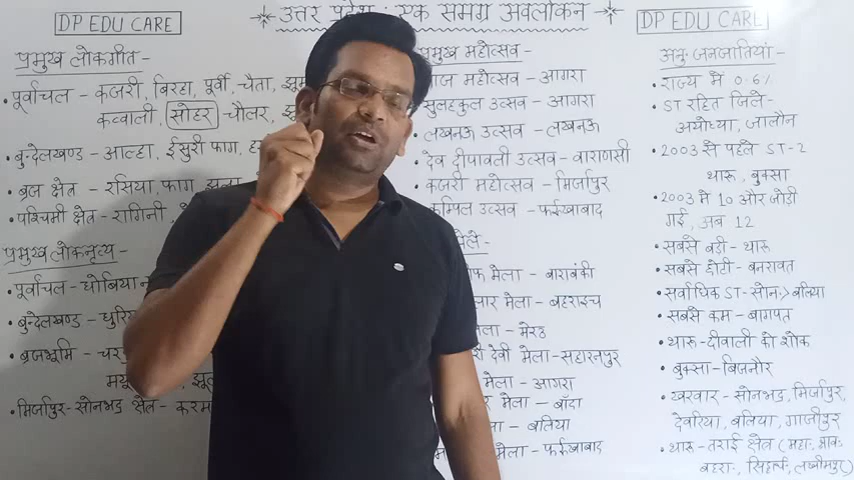 DP EDU CARE
उत्तर प्रदेश : एक समग्र अवलोकन
DP EDU CARE
प्रमुख लोकगीत -
• पूर्वांचल - कजरी, बिरहा, पूर्वी, चैता,
कव्वाली, सोहर - चौलर,
• बुन्देलखण्ड - आल्हा, ईसुरी फाग,
• ब्रज क्षेत्र - रसिया, फाग,
• पश्चिमी क्षेत्र - रागिनी,
प्रमुख लोकनृत्य -
• पूर्वांचल - धोबिया
• बुन्देलखण्ड -
• ब्रजभूमि -
• मिर्जापुर - सोनभद्र क्षेत्र - करमा
प्रमुख महोत्सव -
महोत्सव - आगरा
सुलहकुल उत्सव - आगरा
लखनऊ उत्सव - लखनऊ
• देव दीपावली उत्सव - वाराणसी
• कजरी महोत्सव - मिर्जापुर
कम्पिल उत्सव - फर्रुखाबाद
मेला - बाराबंकी
मेला - बहराइच
- मेरठ
देवी मेला - सहारनपुर
मेला - आगरा
मेला - बाँदा
- बलिया
मेला - फर्रुखाबाद
अनु॰ जनजातियां -
• राज्य में 0.6%
• ST रहित जिले -
अयोध्या, जालौन
• 2003 से पहले ST - 2
थारू, बुक्सा
• 2003 में 10 और जोड़ी
गई, अब 12
• सबसे बड़ी - थारू
• सबसे छोटी - बनरावत
• सर्वाधिक ST - सोन॰ > बलिया
• सबसे कम - बागपत
• थारू - दीवाली को शोक
• बुक्सा - बिजनौर
• खरवार - सोनभद्र, मिर्जापुर,
देवरिया, बलिया, गाजीपुर
• थारू - तराई क्षेत्र (महा॰,
बहरा॰,